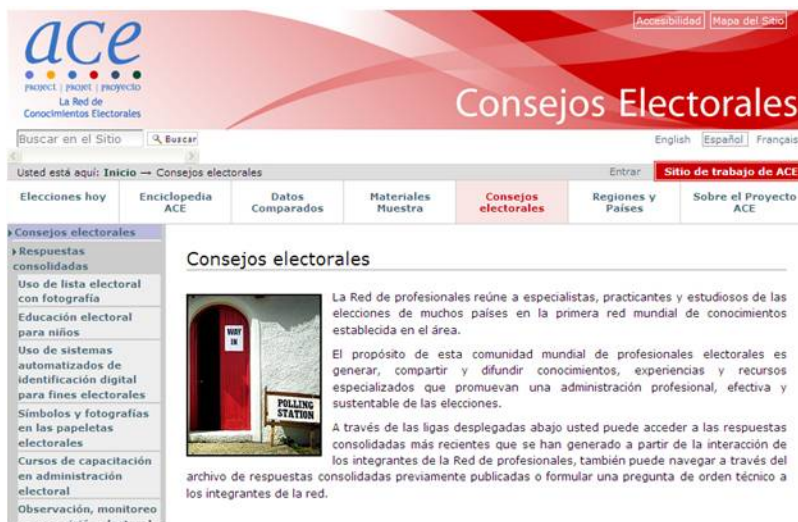 Accesibilidad Mapa del Sitio
ace
PROJECT | PROJET | PROYECTO
La Red de
Conocimientos Electorales
Consejos Electorales
Buscar en el Sitio Buscar
English Español Français
Usted está aquí: Inicio → Consejos electorales
Entrar Sitio de trabajo de ACE
Elecciones hoy
Enciclopedia
ACE
Datos
Comparados
Materiales
Muestra
Consejos
electorales
Regiones y
Países
Sobre el Proyecto
ACE
Consejos electorales
Respuestas
consolidadas
Uso de lista electoral
con fotografía
Educación electoral
para niños
Uso de sistemas
automatizados de
identificación digital
para fines electorales
Símbolos y fotografías
en las papeletas
electorales
Cursos de capacitación
en administración
electoral
Observación, monitoreo
Consejos electorales
WAY
IN
POLLING
STATION
La Red de profesionales reúne a especialistas, practicantes y estudiosos de las
elecciones de muchos países en la primera red mundial de conocimientos
establecida en el área.
El propósito de esta comunidad mundial de profesionales electorales es
generar, compartir y difundir conocimientos, experiencias y recursos
especializados que promuevan una administración profesional, efectiva y
sustentable de las elecciones.
A través de las ligas desplegadas abajo usted puede acceder a las respuestas
consolidadas más recientes que se han generado a partir de la interacción de
los integrantes de la Red de profesionales, también puede navegar a través del
archivo de respuestas consolidadas previamente publicadas o formular una pregunta de orden técnico a
los integrantes de la red.